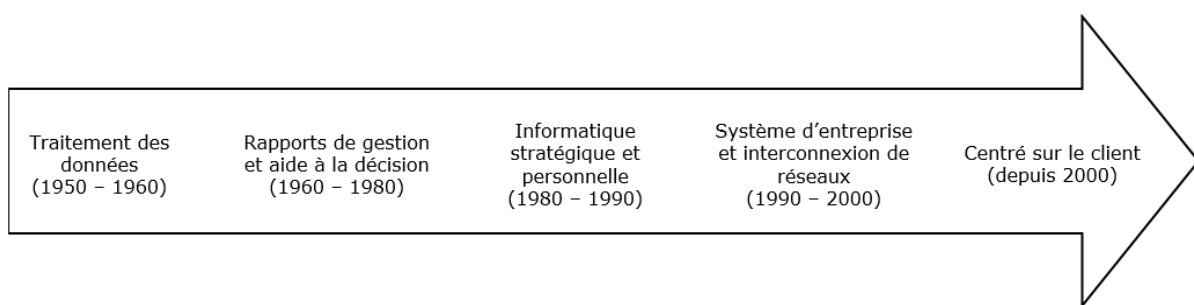 Traitement des
données
(1950 – 1960)
Rapports de gestion
et aide à la décision
(1960 – 1980)
Informatique
stratégique et
personnelle
(1980 – 1990)
Système d’entreprise
et interconnexion de
réseaux
(1990 – 2000)
Centré sur le client
(depuis 2000)